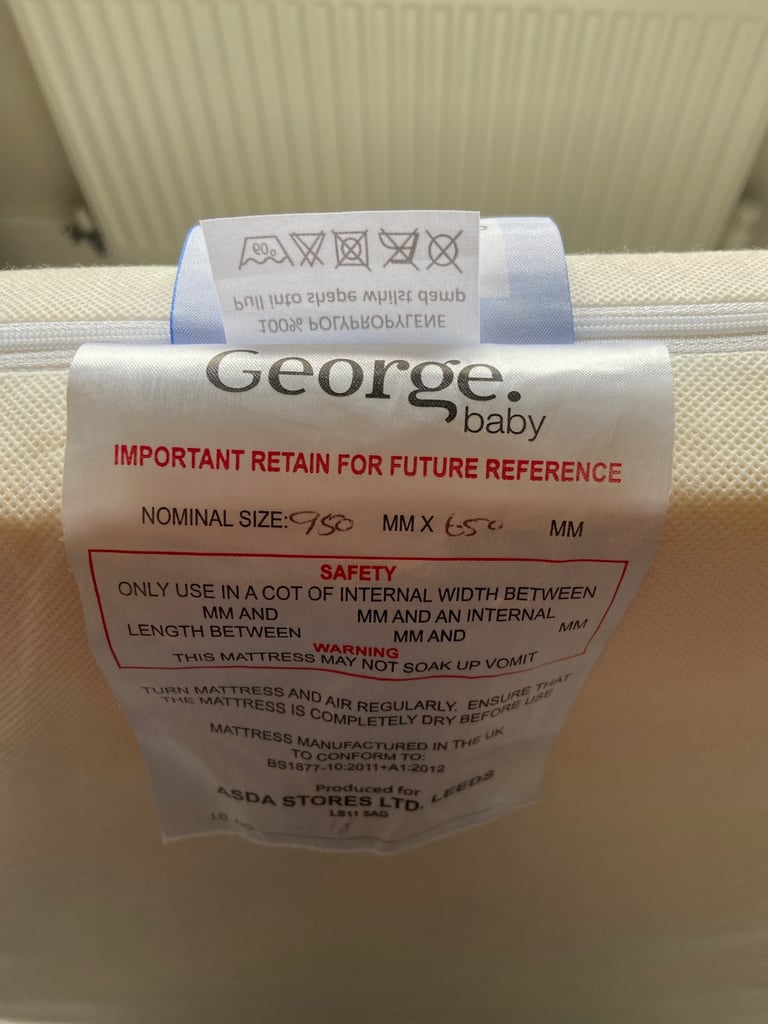 60°
Pull into shape whilst damp
100% POLYPROPYLENE
George.
baby
IMPORTANT RETAIN FOR FUTURE REFERENCE
NOMINAL SIZE: 950 MM X 650 MM
SAFETY
ONLY USE IN A COT OF INTERNAL WIDTH BETWEEN
MM AND MM AND AN INTERNAL
LENGTH BETWEEN MM AND MM
WARNING
THIS MATTRESS MAY NOT SOAK UP VOMIT
TURN MATTRESS AND AIR REGULARLY. ENSURE THAT
THE MATTRESS IS COMPLETELY DRY BEFORE USE
MATTRESS MANUFACTURED IN THE UK
TO CONFORM TO:
BS1877-10:2011+A1:2012
Produced for
ASDA STORES LTD. LEEDS
LS11 5AD
I.D. NO.